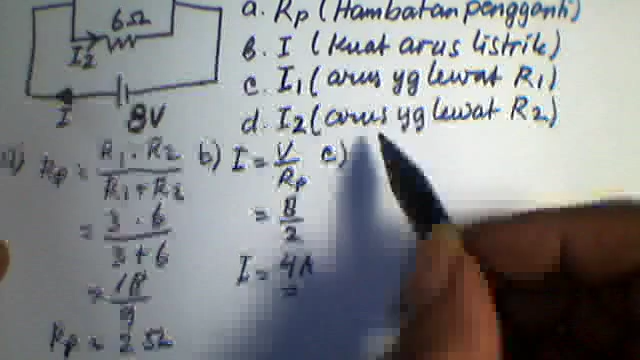 6Ω
I2
I
8V
a. Rp (Hambatan pengganti)
b. I (Kuat arus listrik)
c. I1 (arus yg lewat R1)
d. I2 (arus yg lewat R2)
a) Rp = R1 . R2 / R1 + R2
= 3 . 6 / 3 + 6
= 18 / 9
Rp = 2 Ω
b) I = V / Rp
= 8 / 2
I = 4A
c)